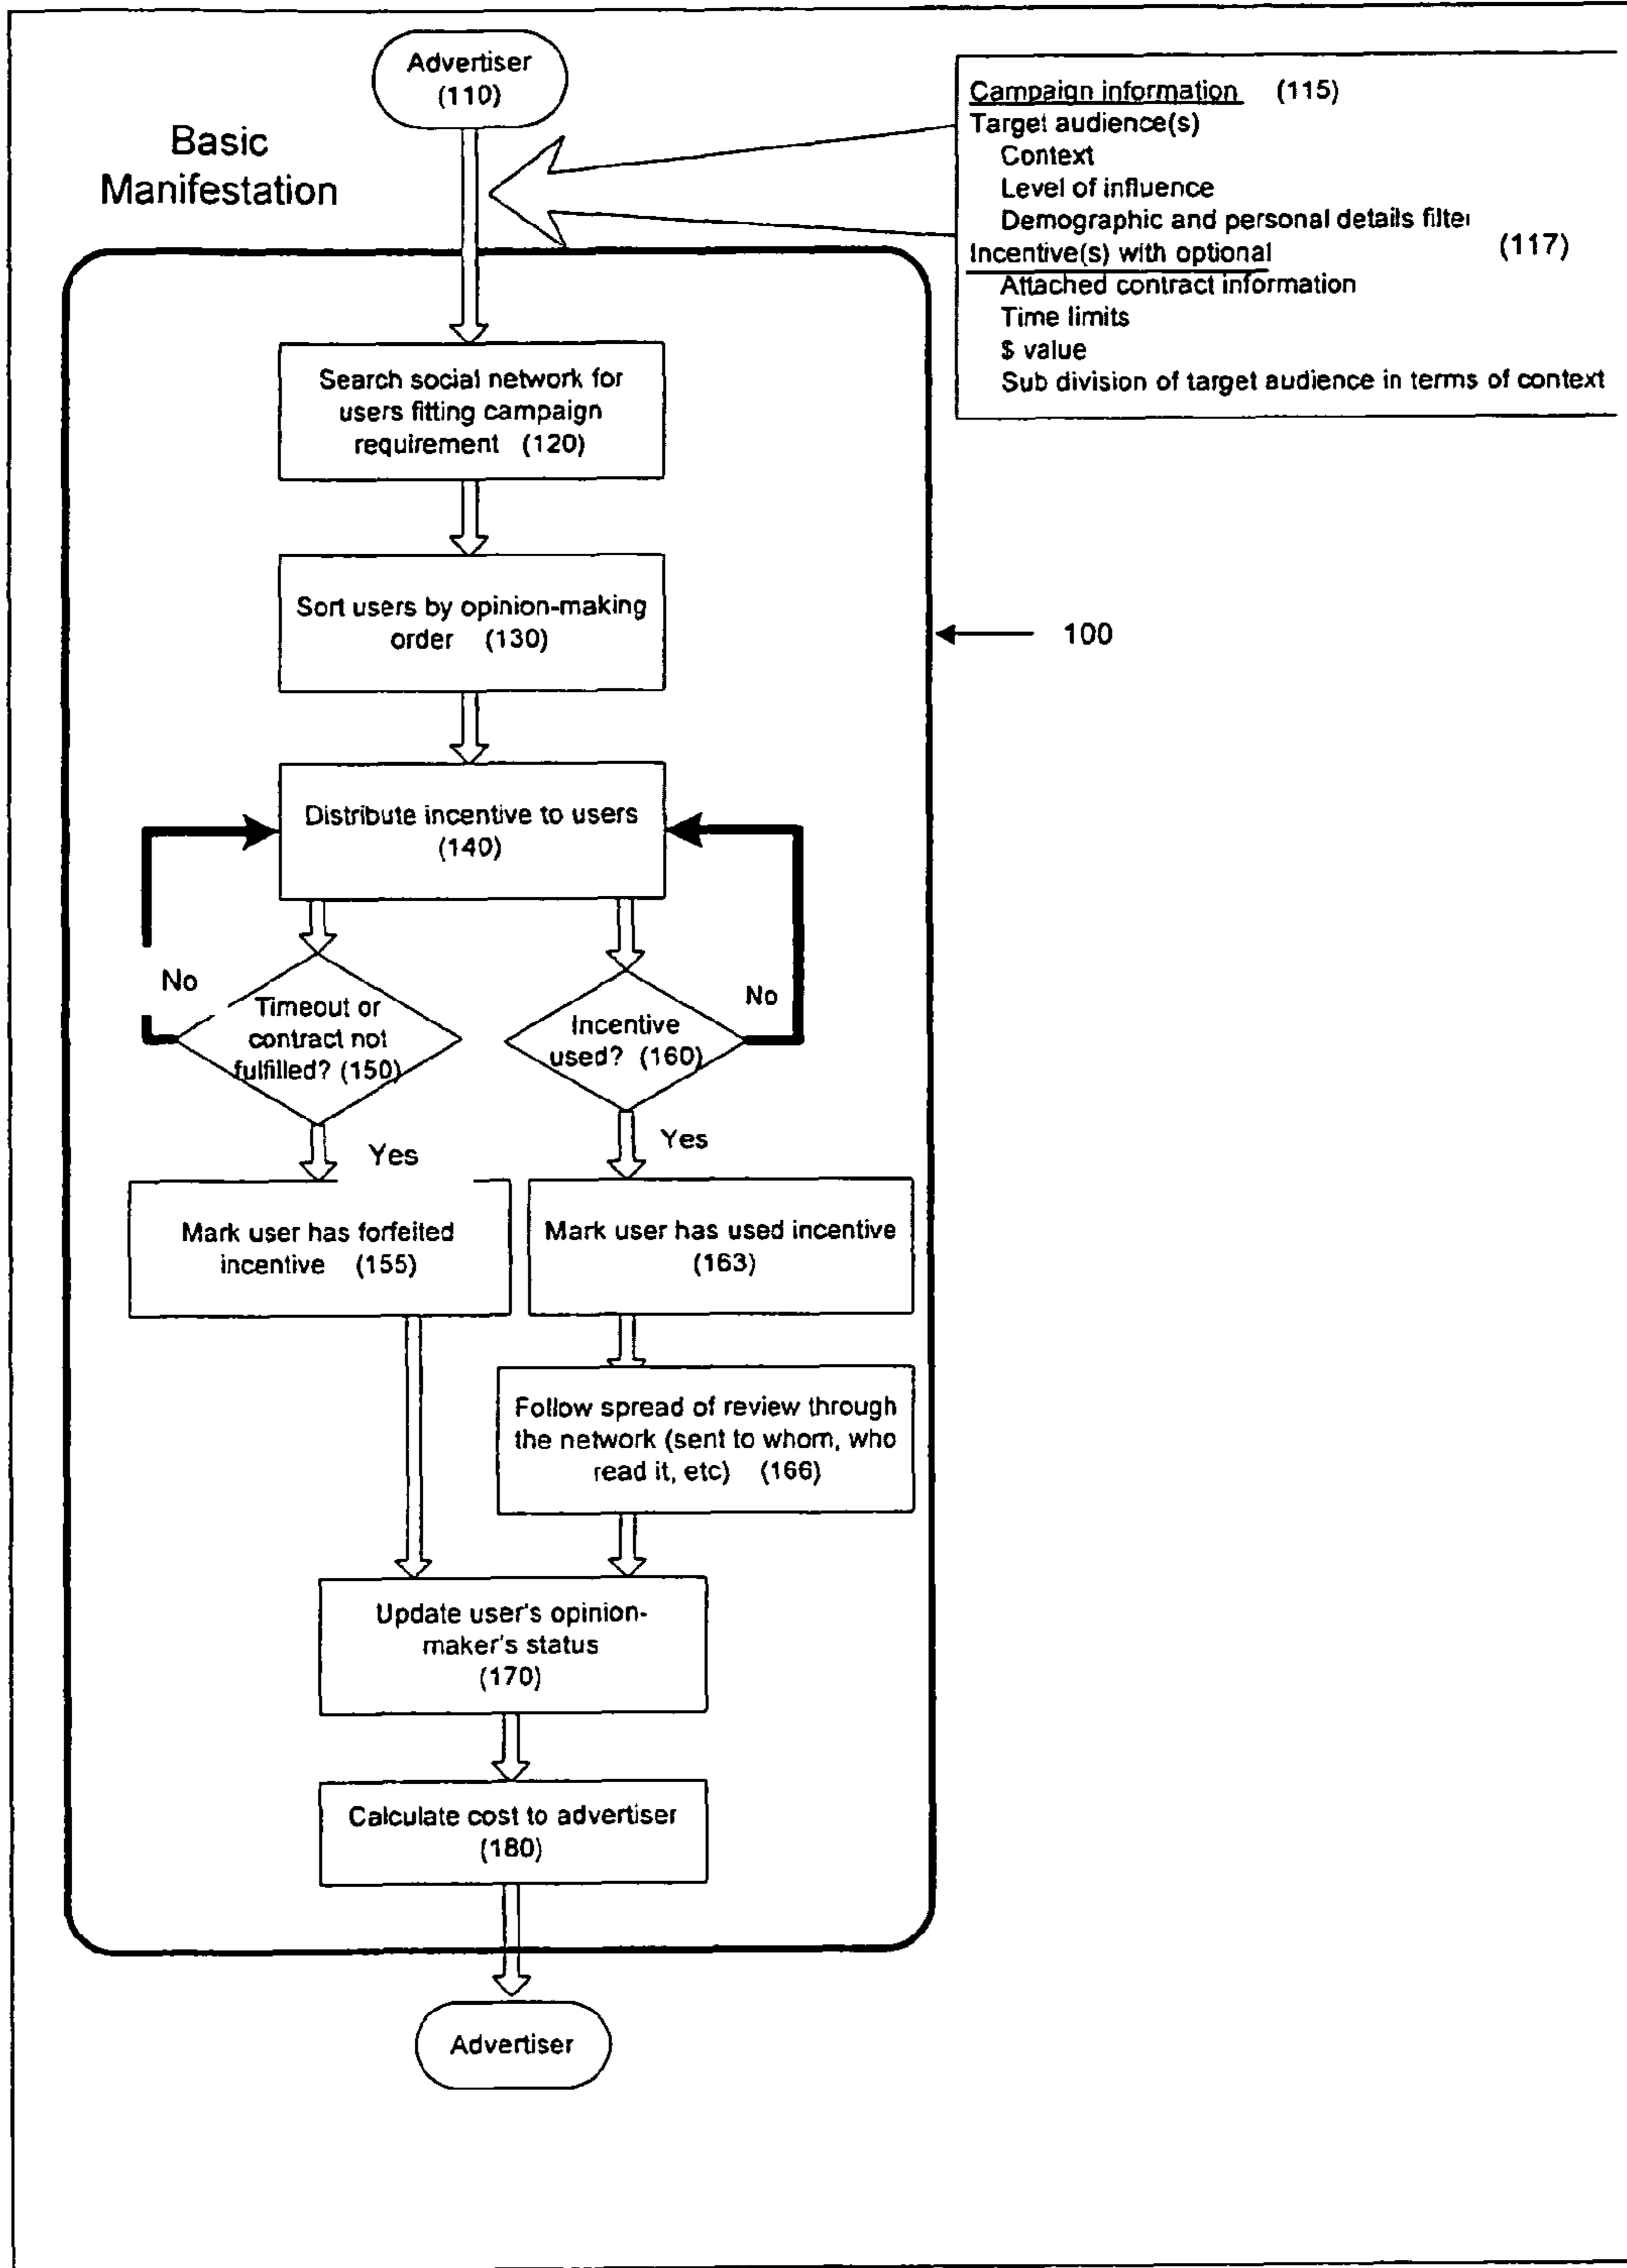 Advertiser
(110)
Basic
Manifestation
Campaign information (115)
Target audience(s)
Context
Level of influence
Demographic and personal details filter
Incentive(s) with optional (117)
Attached contract information
Time limits
$ value
Sub division of target audience in terms of context
Search social network for
users fitting campaign
requirement (120)
Sort users by opinion-making
order (130)
100
Distribute incentive to users
(140)
No
Timeout or
contract not
fulfilled? (150)
No
Incentive
used? (160)
Yes
Yes
Mark user has forfeited
incentive (155)
Mark user has used incentive
(163)
Follow spread of review through
the network (sent to whom, who
read it, etc) (166)
Update user's opinion-
maker's status
(170)
Calculate cost to advertiser
(180)
Advertiser